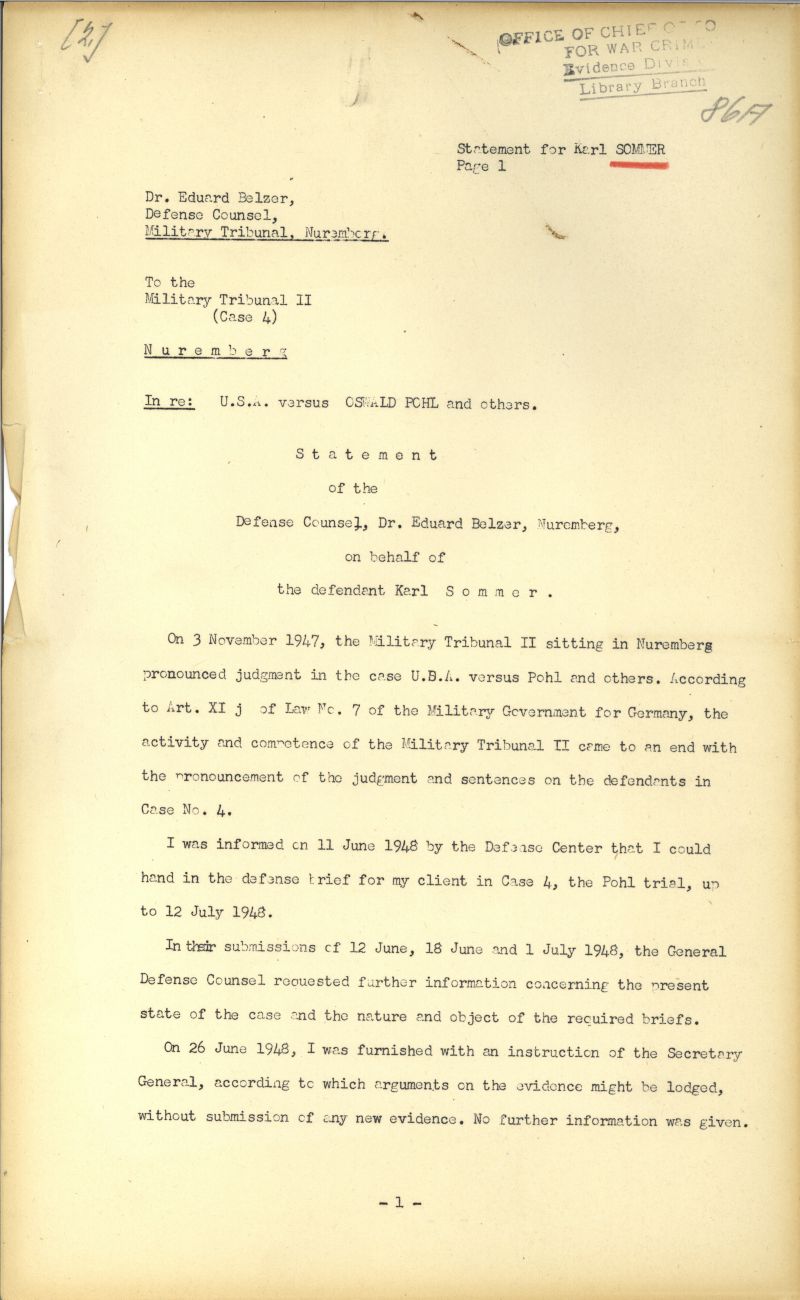 [2]
OFFICE OF CHIEF OF CO
FOR WAR CRIM
Evidence Divis
Library Branch
86A
Statement for Karl SOMMER
Page 1
Dr. Eduard Belzer,
Defense Counsel,
Military Tribunal, Nuremberg.
To the
Military Tribunal II
(Case 4)
N u r e m b e r g
In re: U.S.A. versus OSWALD POHL and others.
S t a t e m e n t
of the
Defense Counsel, Dr. Eduard Belzer, Nuremberg,
on behalf of
the defendant Karl S o m m e r .
On 3 November 1947, the Military Tribunal II sitting in Nuremberg
pronounced judgment in the case U.B.A. versus Pohl and others. According
to Art. XI j of Law No. 7 of the Military Government for Germany, the
activity and competence of the Military Tribunal II came to an end with
the pronouncement of the judgment and sentences on the defendants in
Case No. 4.
I was informed on 11 June 1948 by the Defense Center that I could
hand in the defense brief for my client in Case 4, the Pohl trial, up
to 12 July 1948.
In their submissions of 12 June, 18 June and 1 July 1948, the General
Defense Counsel requested further information concerning the present
state of the case and the nature and object of the required briefs.
On 26 June 1948, I was furnished with an instruction of the Secretary
General, according to which arguments on the evidence might be lodged,
without submission of any new evidence. No further information was given.
- 1 -